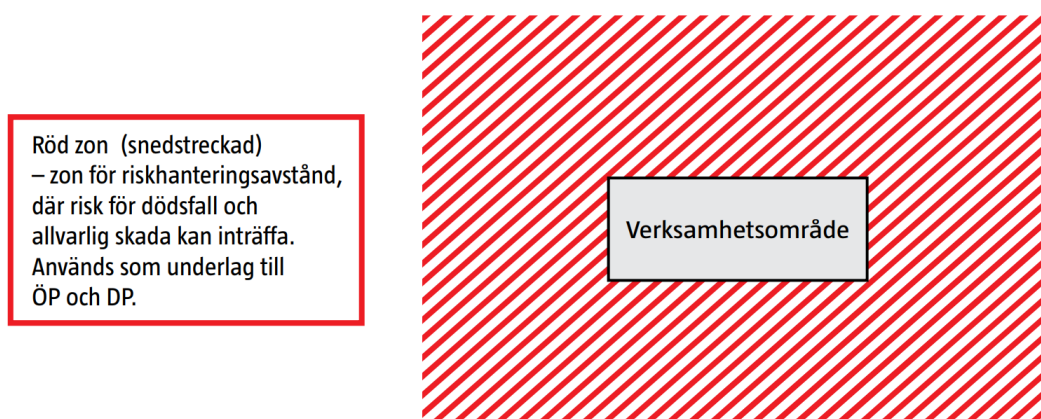 Röd zon (snedstreckad)
– zon för riskhanteringsavstånd,
där risk för dödsfall och
allvarlig skada kan inträffa.
Används som underlag till
ÖP och DP.
Verksamhetsområde